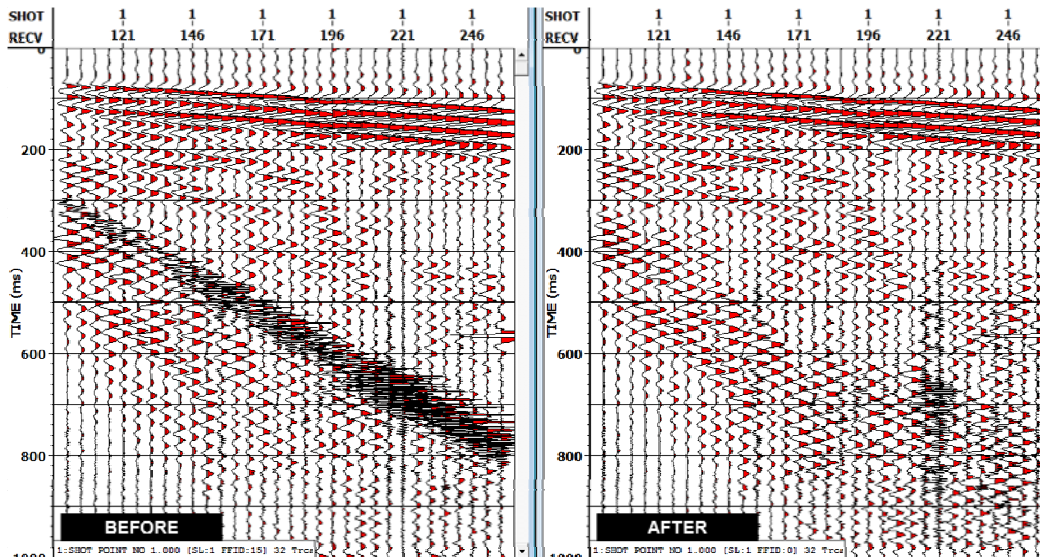 SHOT 1 1 1 1 1 1
RECV 121 146 171 196 221 246
0
200
400
TIME (ms)
600
800
1000
BEFORE
1:SHOT POINT NO 1.000 [SL:1 FFID:15] 32 Trcs
SHOT 1 1 1 1 1 1
RECV 121 146 171 196 221 246
0
200
400
TIME (ms)
600
800
1000
AFTER
1:SHOT POINT NO 1.000 [SL:1 FFID:0] 32 Trcs